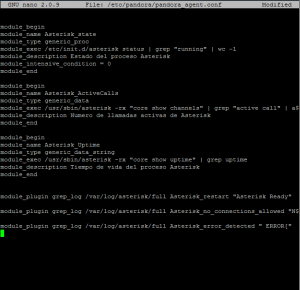 GNU nano 2.0.9 File: /etc/pandora/pandora_agent.conf Modified
module_begin
module_name Asterisk_state
module_type generic_proc
module_exec /etc/init.d/asterisk status | grep "running" | wc -l
module_description Estado del proceso Asterisk
module_intensive_condition = 0
module_end
module_begin
module_name Asterisk_ActiveCalls
module_type generic_data
module_exec /usr/sbin/asterisk -rx "core show channels" | grep "active call" |
module_description Numero de llamadas activas de Asterisk
module_end
module_begin
module_name Asterisk_Uptime
module_type generic_data_string
module_exec /usr/sbin/asterisk -rx "core show uptime" | grep uptime
module_description Tiempo de vida del proceso Asterisk
module_end
module_plugin grep_log /var/log/asterisk/full Asterisk_restart "Asterisk Ready"
module_plugin grep_log /var/log/asterisk/full Asterisk_no_connections_allowed
module_plugin grep_log /var/log/asterisk/full Asterisk_error_detected " ERROR["